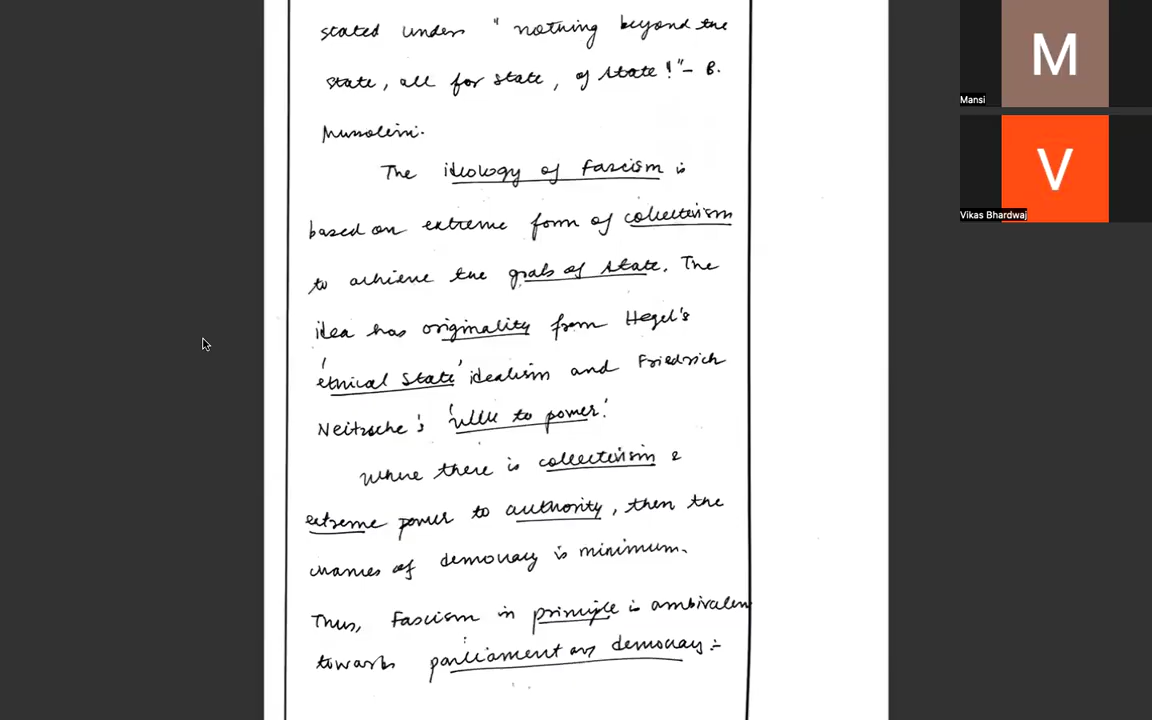 stated under " nothing beyond the
state, all for state, of state!" – B.
Mussolini.
The ideology of Fascism is
based on extreme form of collectivism
to achieve the goals of state. The
idea has originality from Hegel's
'ethical state' idealism and Friedrich
Neitzsche's 'will to power'.
Where there is collectivism &
extreme power to authority, then the
chances of democracy is minimum.
Thus, Fascism in principle is ambivalent
towards parliamentary democracy :-
M
Mansi
V
Vikas Bhardwaj